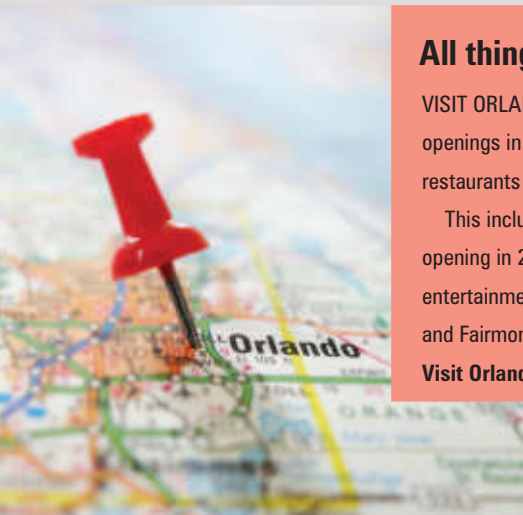 All thing
VISIT ORLA
openings in
restaurants
This inclu
opening in 2
entertainme
and Fairmon
Visit Orland
Orlando
ORANGE